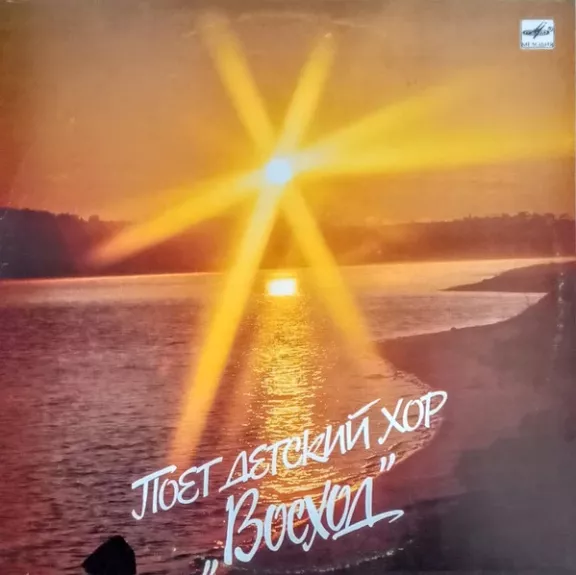 Поет детский хор
„Восход”